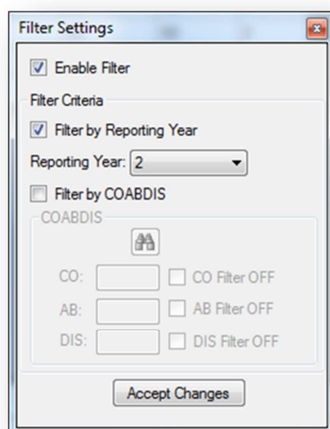 Filter Settings
Enable Filter
Filter Criteria
Filter by Reporting Year
Reporting Year: 2
Filter by COABDIS
COABDIS
CO: CO Filter OFF
AB: AB Filter OFF
DIS: DIS Filter OFF
Accept Changes